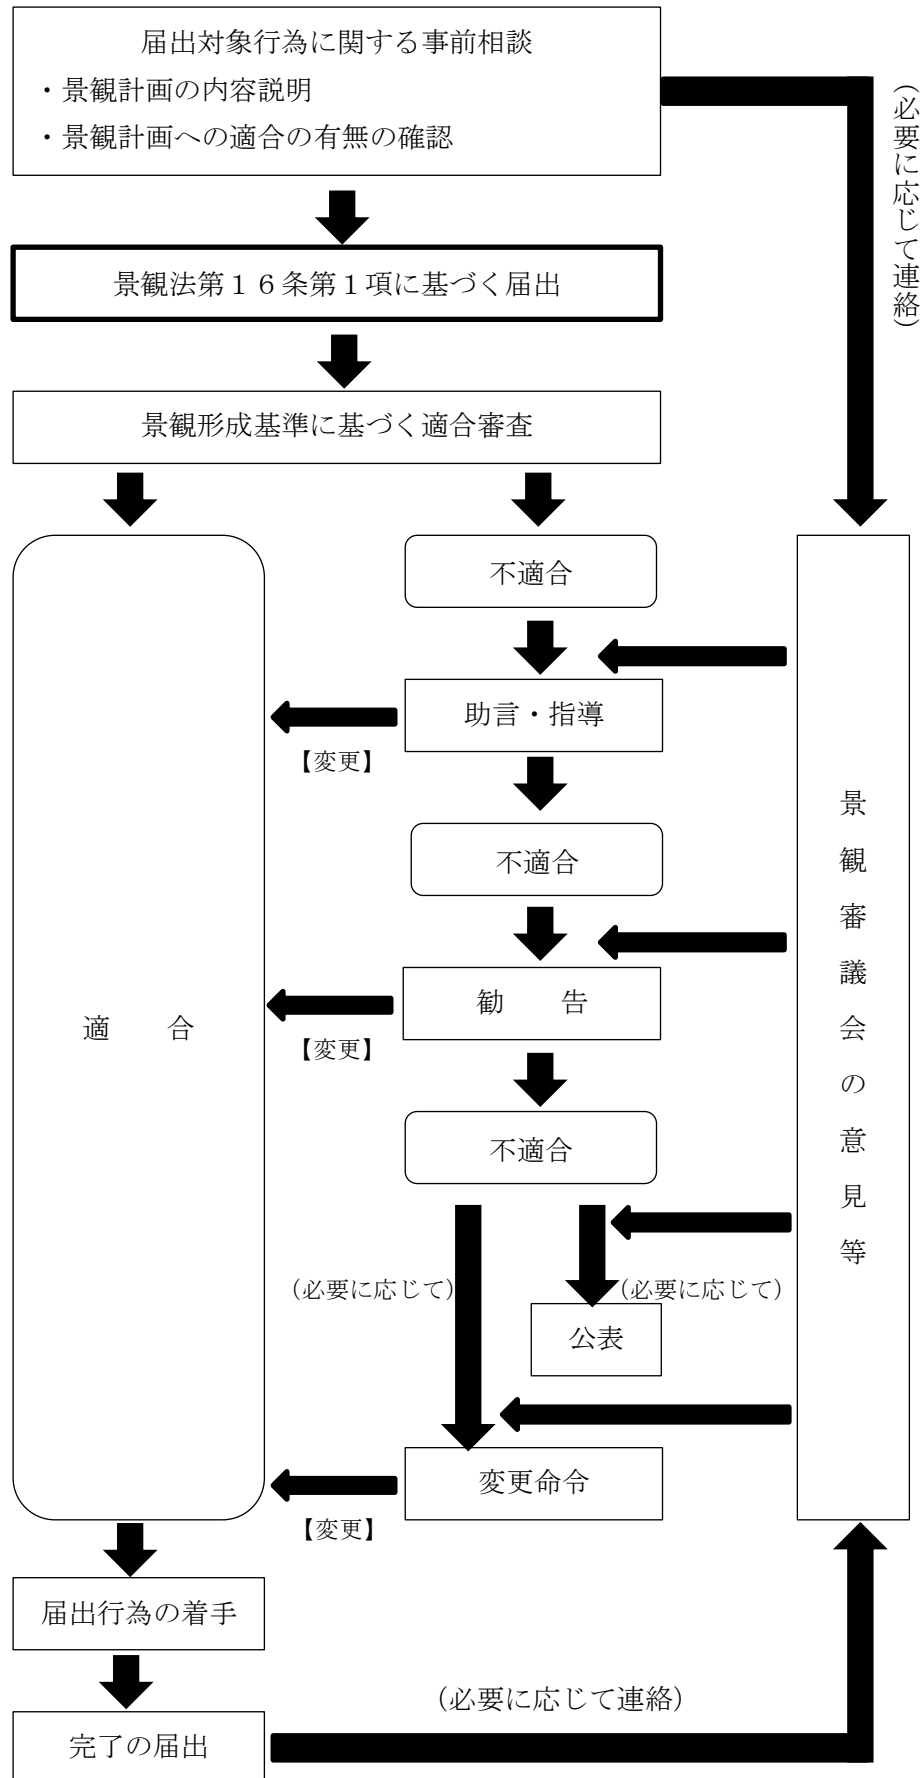 届出対象行為に関する事前相談
・景観計画の内容説明
・景観計画への適合の有無の確認
(必要に応じて連絡)
景観法第１６条第１項に基づく届出
景観形成基準に基づく適合審査
適　　合
不適合
助言・指導
【変更】
不適合
勧　　告
【変更】
不適合
(必要に応じて)
(必要に応じて)
公表
変更命令
【変更】
景観審議会の意見等
届出行為の着手
完了の届出
(必要に応じて連絡)